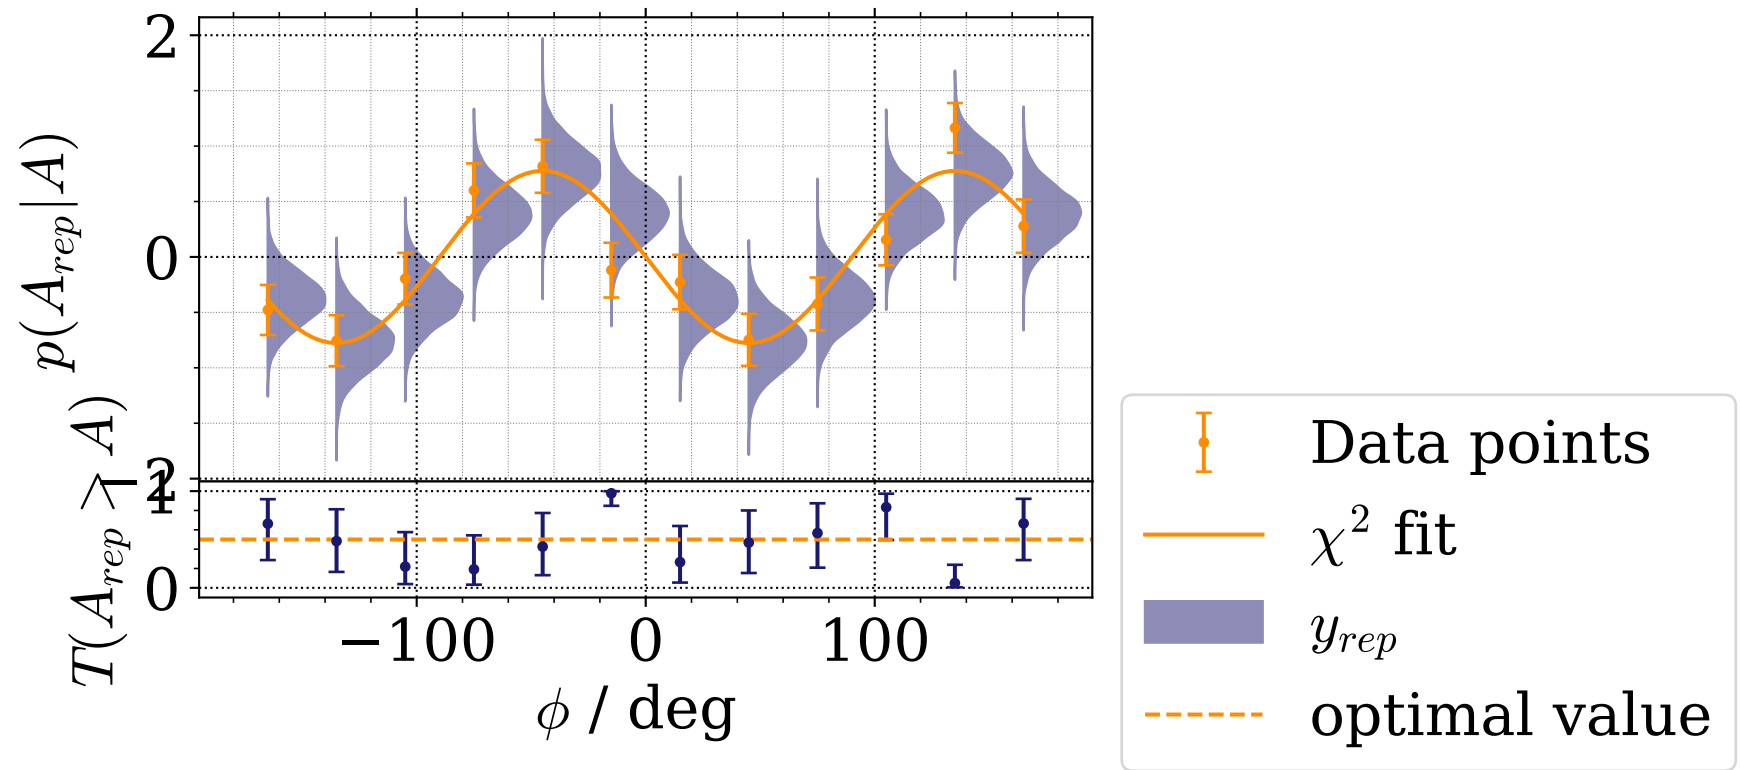 2
0
−2
p(A_rep|A)
1
0
T(A_rep > A)
−100 0 100
ϕ / deg
Data points
χ² fit
y_rep
optimal value